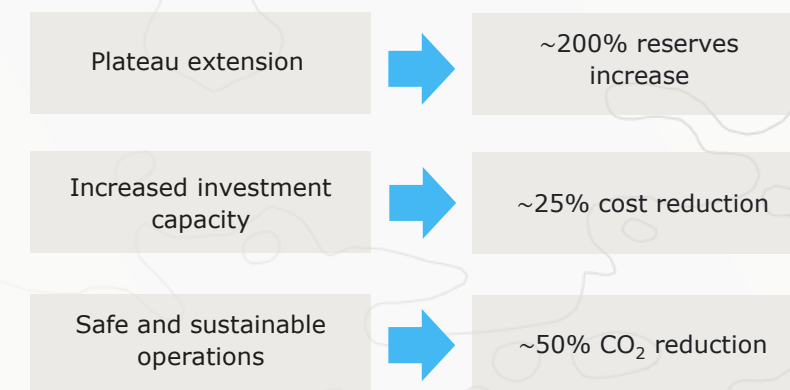 Plateau extension
~200% reserves
increase
Increased investment
capacity
~25% cost reduction
Safe and sustainable
operations
~50% CO₂ reduction